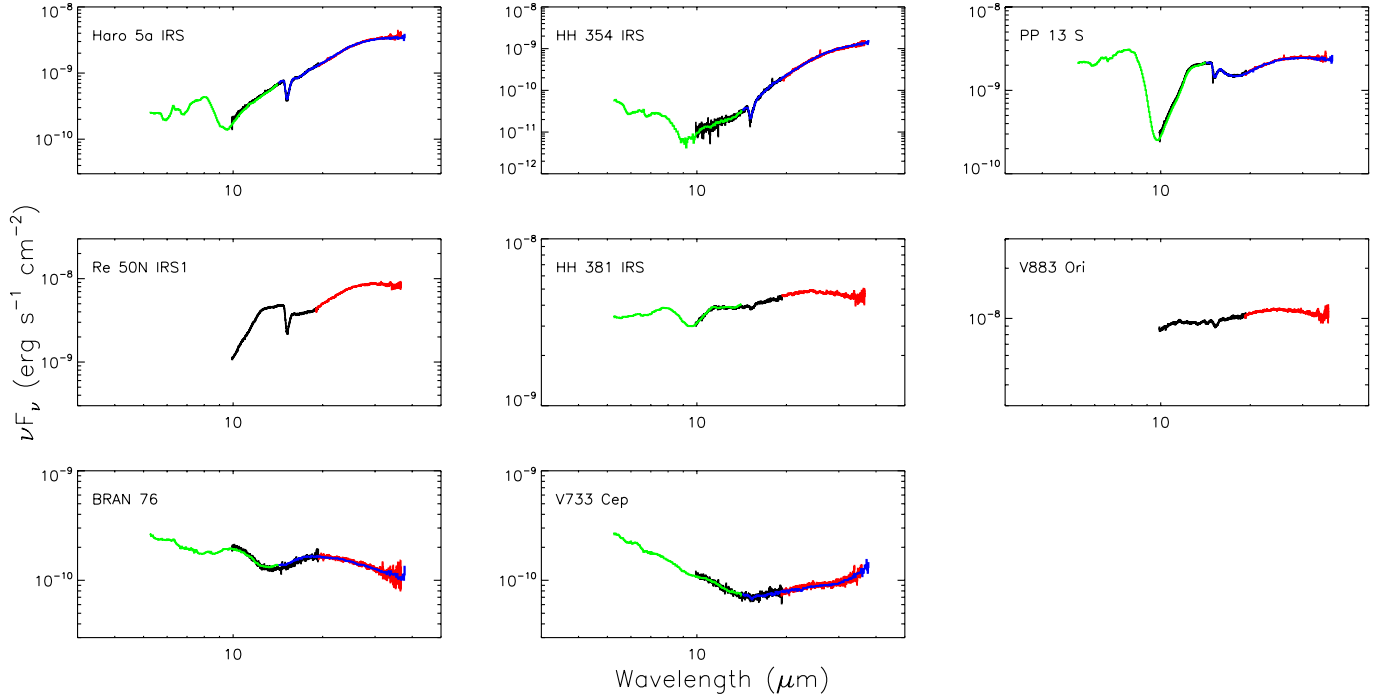 Haro 5a IRS
10⁻⁸
10⁻⁹
10⁻¹⁰
10
HH 354 IRS
10⁻⁸
10⁻⁹
10⁻¹⁰
10⁻¹¹
10⁻¹²
10
PP 13 S
10⁻⁸
10⁻⁹
10⁻¹⁰
10
Re 50N IRS1
10⁻⁸
10⁻⁹
10
HH 381 IRS
10⁻⁸
10⁻⁹
10
V883 Ori
10⁻⁸
10
BRAN 76
10⁻⁹
10⁻¹⁰
10
V733 Cep
10⁻⁹
10⁻¹⁰
10
νFν (erg s⁻¹ cm⁻²)
Wavelength (μm)